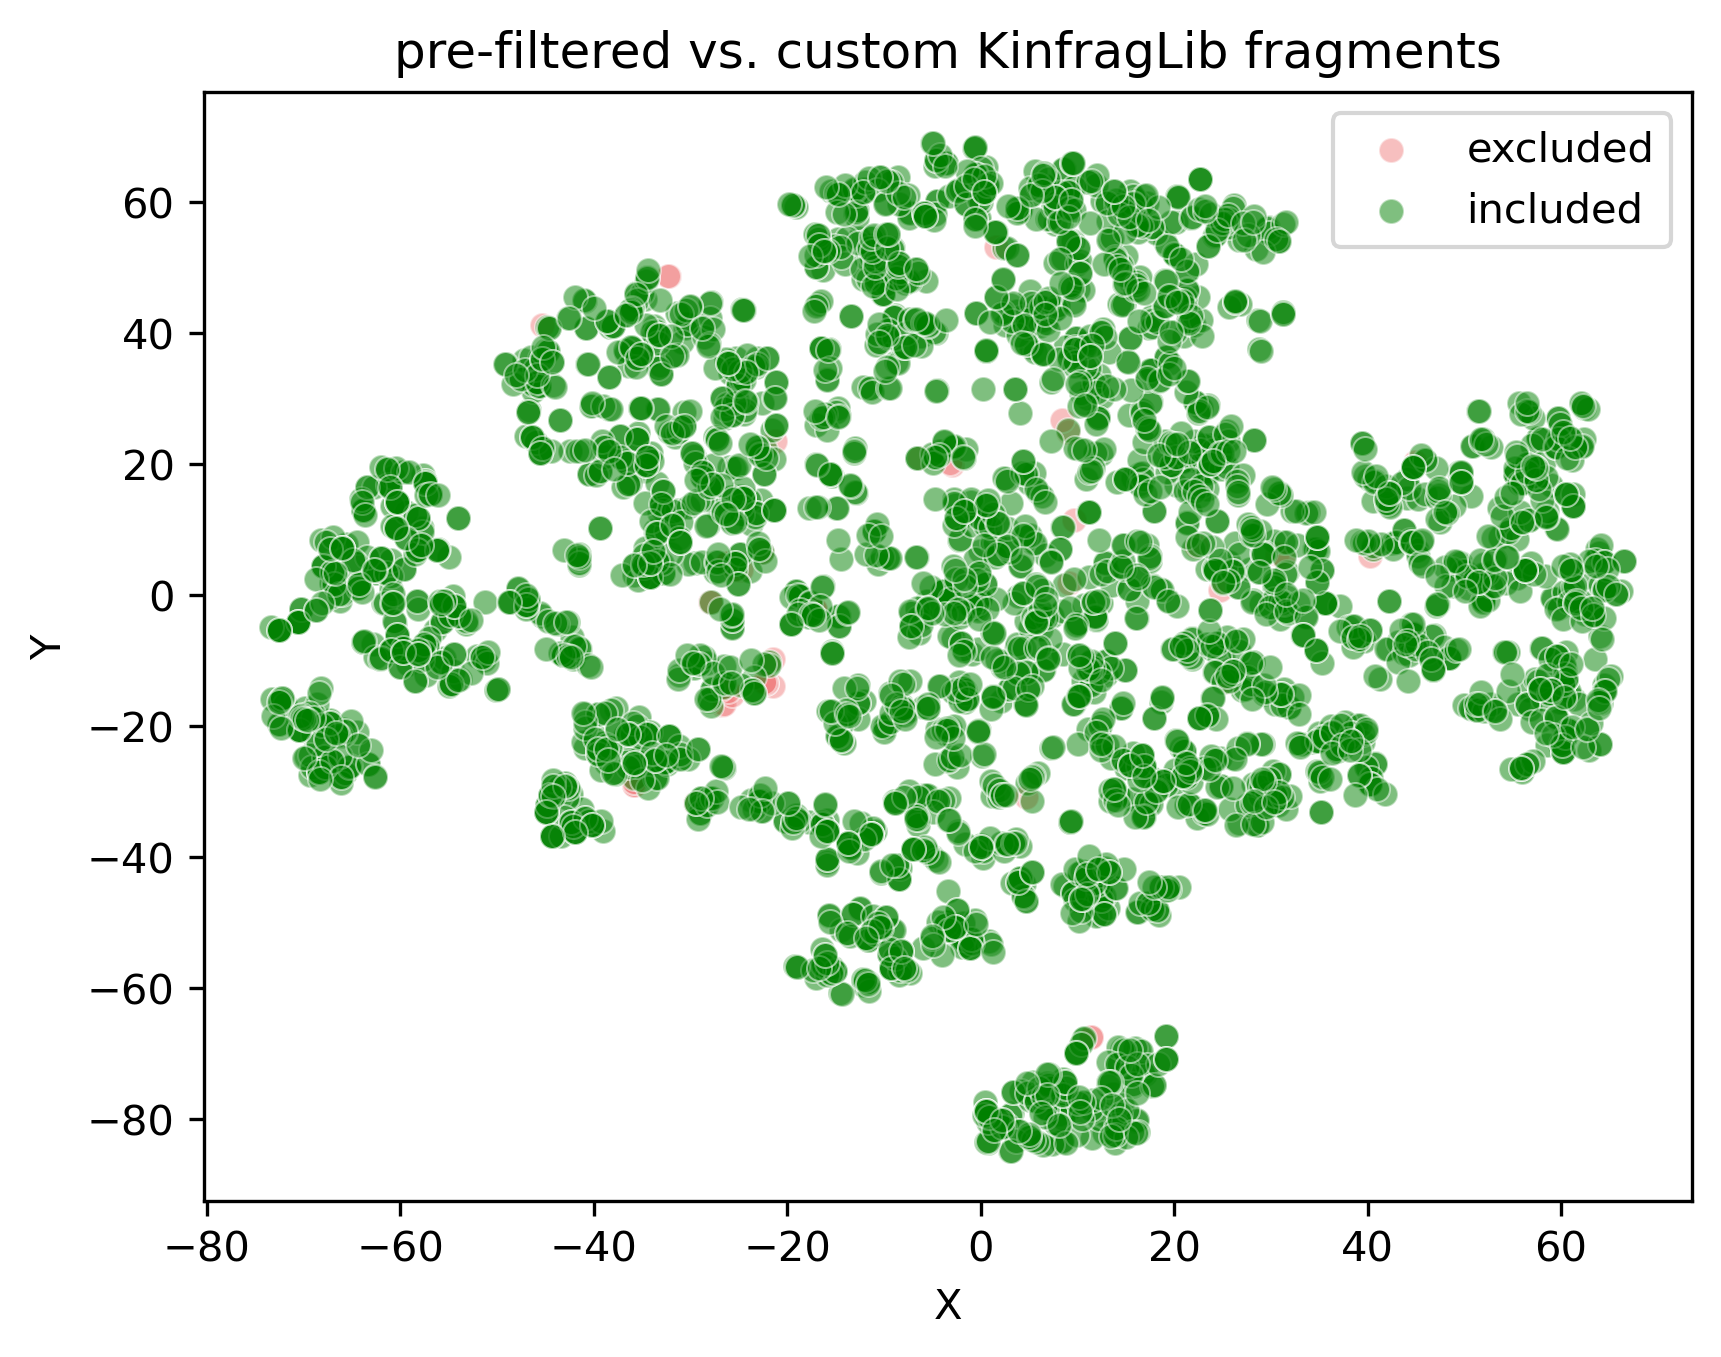 pre-filtered vs. custom KinfragLib fragments
excluded
included
60
40
20
0
−20
−40
−60
−80
Y
−80 −60 −40 −20 0 20 40 60
X